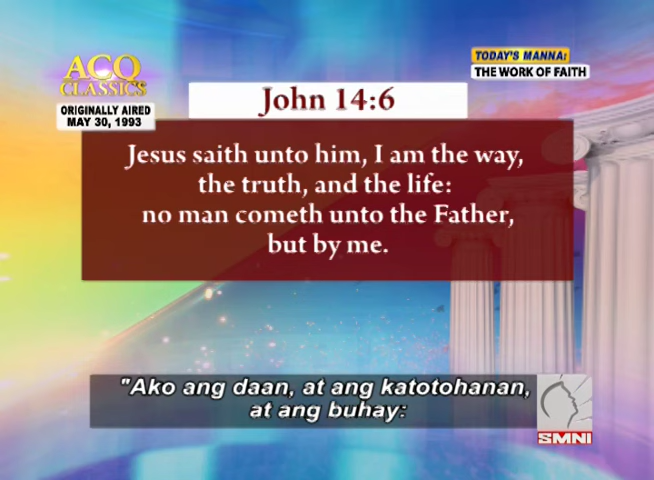 ACQ
CLASSICS
ORIGINALLY AIRED
MAY 30, 1993
TODAY'S MANNA:
THE WORK OF FAITH
John 14:6
Jesus saith unto him, I am the way,
the truth, and the life:
no man cometh unto the Father,
but by me.
"Ako ang daan, at ang katotohanan,
at ang buhay:
SMNI